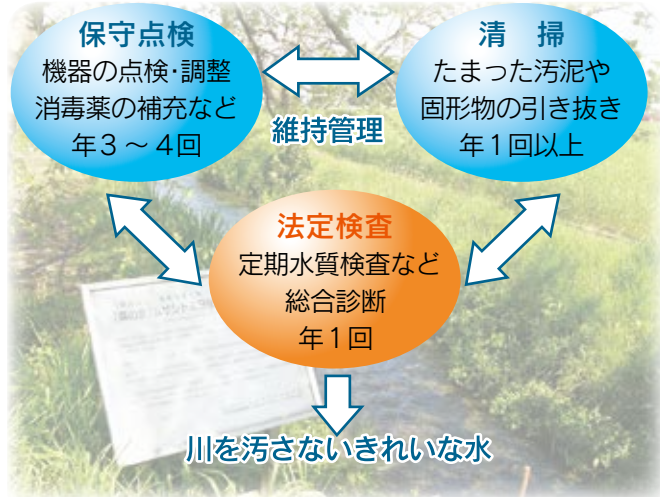 保守点検
機器の点検・調整
消毒薬の補充など
年３～４回
清　掃
たまった汚泥や
固形物の引き抜き
年１回以上
維持管理
法定検査
定期水質検査など
総合診断
年１回
川を汚さないきれいな水